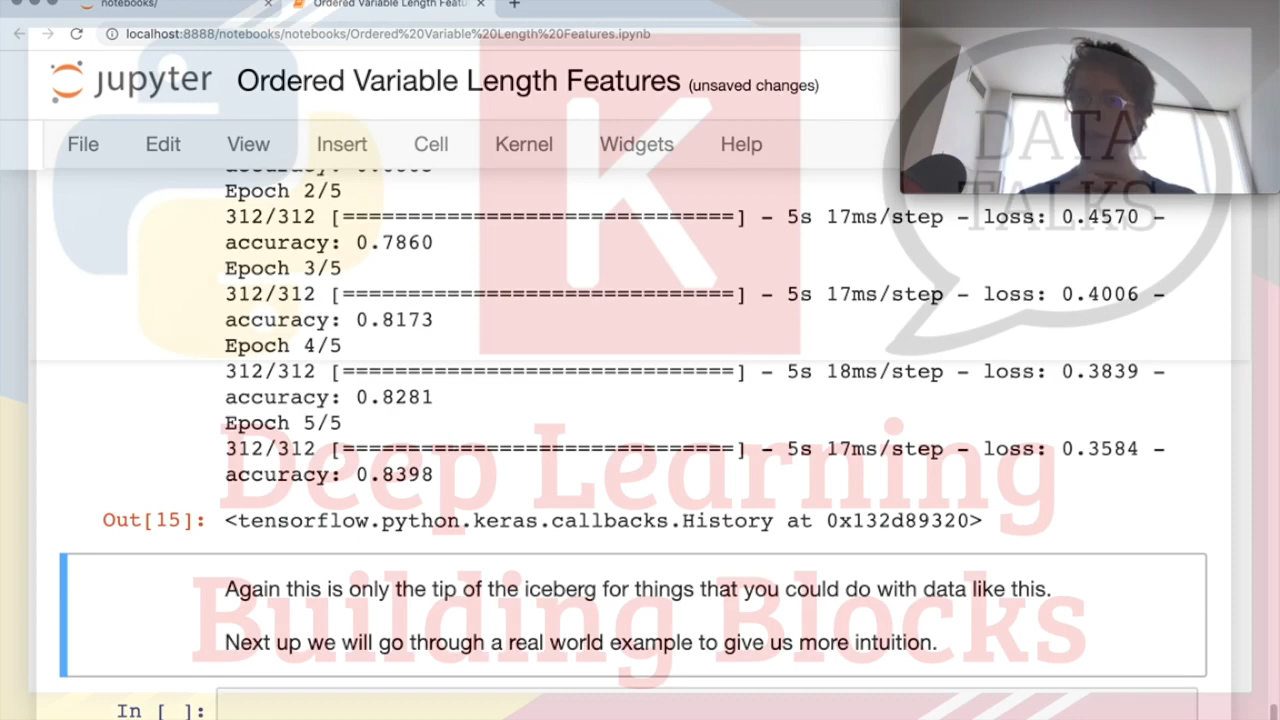 notebooks/
Ordered Variable Length Featu
localhost:8888/notebooks/notebooks/Ordered%20Variable%20Length%20Features.ipynb
jupyter Ordered Variable Length Features (unsaved changes)
File Edit View Insert Cell Kernel Widgets Help
K
DATA
TALKS
Epoch 2/5
312/312 [==============================] - 5s 17ms/step - loss: 0.4570 -
accuracy: 0.7860
Epoch 3/5
312/312 [==============================] - 5s 17ms/step - loss: 0.4006 -
accuracy: 0.8173
Epoch 4/5
312/312 [==============================] - 5s 18ms/step - loss: 0.3839 -
accuracy: 0.8281
Epoch 5/5
312/312 [==============================] - 5s 17ms/step - loss: 0.3584 -
accuracy: 0.8398
Deep Learning
Out[15]: <tensorflow.python.keras.callbacks.History at 0x132d89320>
Again this is only the tip of the iceberg for things that you could do with data like this.
Building Blocks
Next up we will go through a real world example to give us more intuition.
In [ ]: